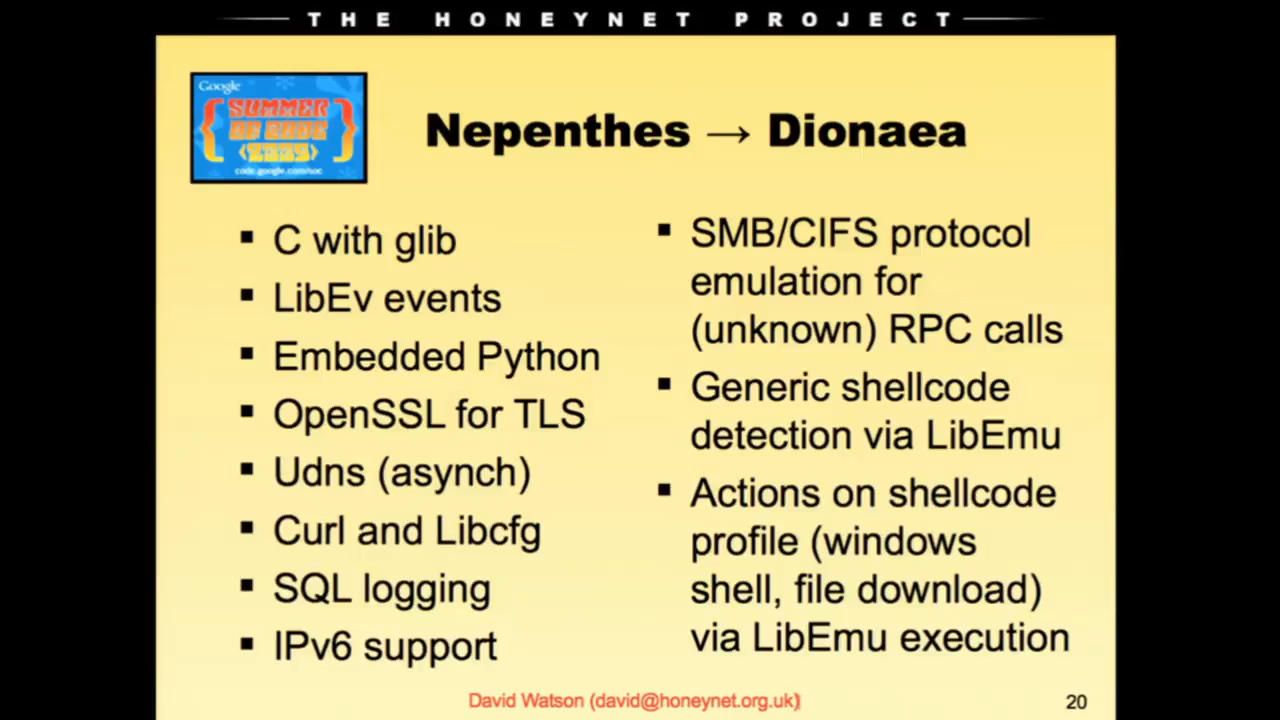 THE HONEYNET PROJECT
Google
SUMMER
OF CODE
2009
code.google.com/soc
Nepenthes → Dionaea
▪ C with glib
▪ LibEv events
▪ Embedded Python
▪ OpenSSL for TLS
▪ Udns (asynch)
▪ Curl and Libcfg
▪ SQL logging
▪ IPv6 support
▪ SMB/CIFS protocol
emulation for
(unknown) RPC calls
▪ Generic shellcode
detection via LibEmu
▪ Actions on shellcode
profile (windows
shell, file download)
via LibEmu execution
David Watson (david@honeynet.org.uk)
20